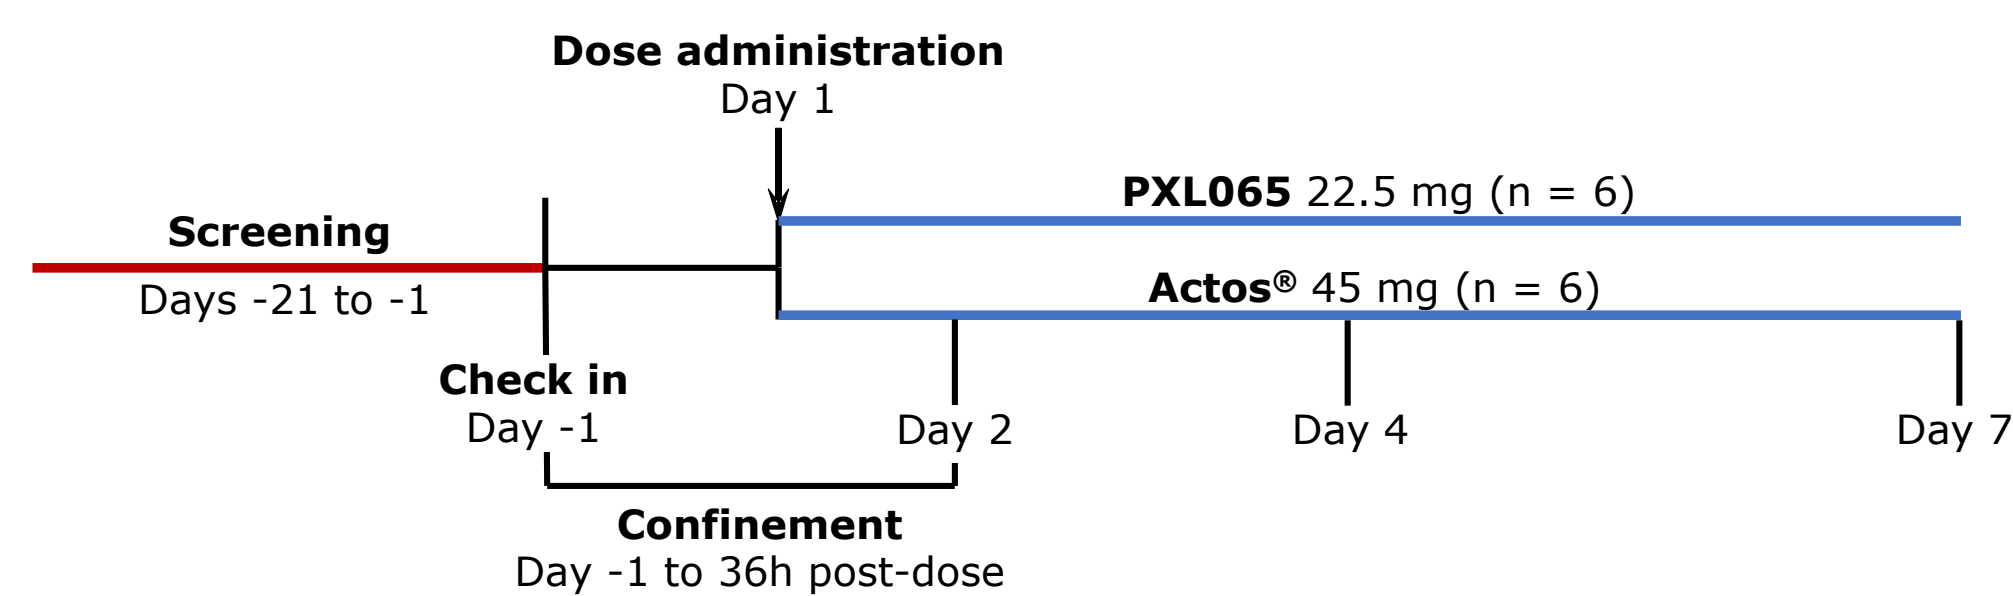 Dose administration
Day 1
PXL065 22.5 mg (n = 6)
Screening
Days -21 to -1
Actos® 45 mg (n = 6)
Check in
Day -1
Day 2
Day 4
Day 7
Confinement
Day -1 to 36h post-dose